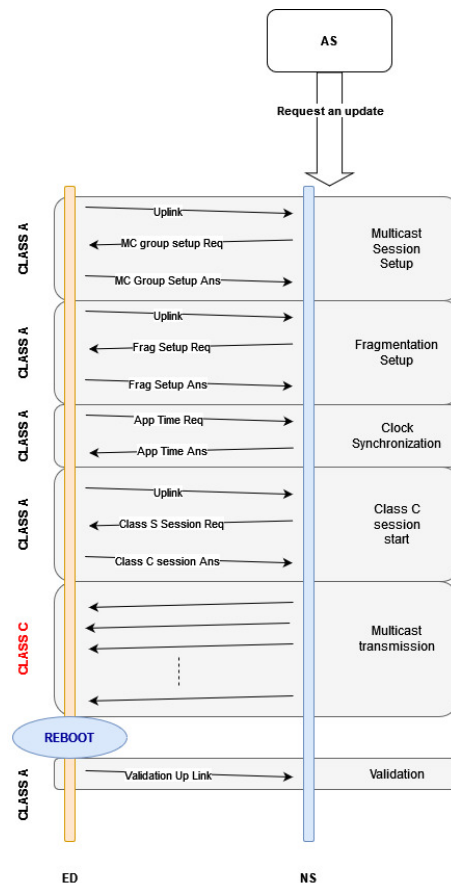 AS
Request an update
CLASS A
Uplink
MC group setup Req
MC Group Setup Ans
Multicast
Session
Setup
CLASS A
Uplink
Frag Setup Req
Frag Setup Ans
Fragmentation
Setup
CLASS A
App Time Req
App Time Ans
Clock
Synchronization
CLASS A
Uplink
Class S Session Req
Class C session Ans
Class C
session
start
CLASS C
Multicast
transmission
REBOOT
CLASS A
Validation Up Link
Validation
ED
NS